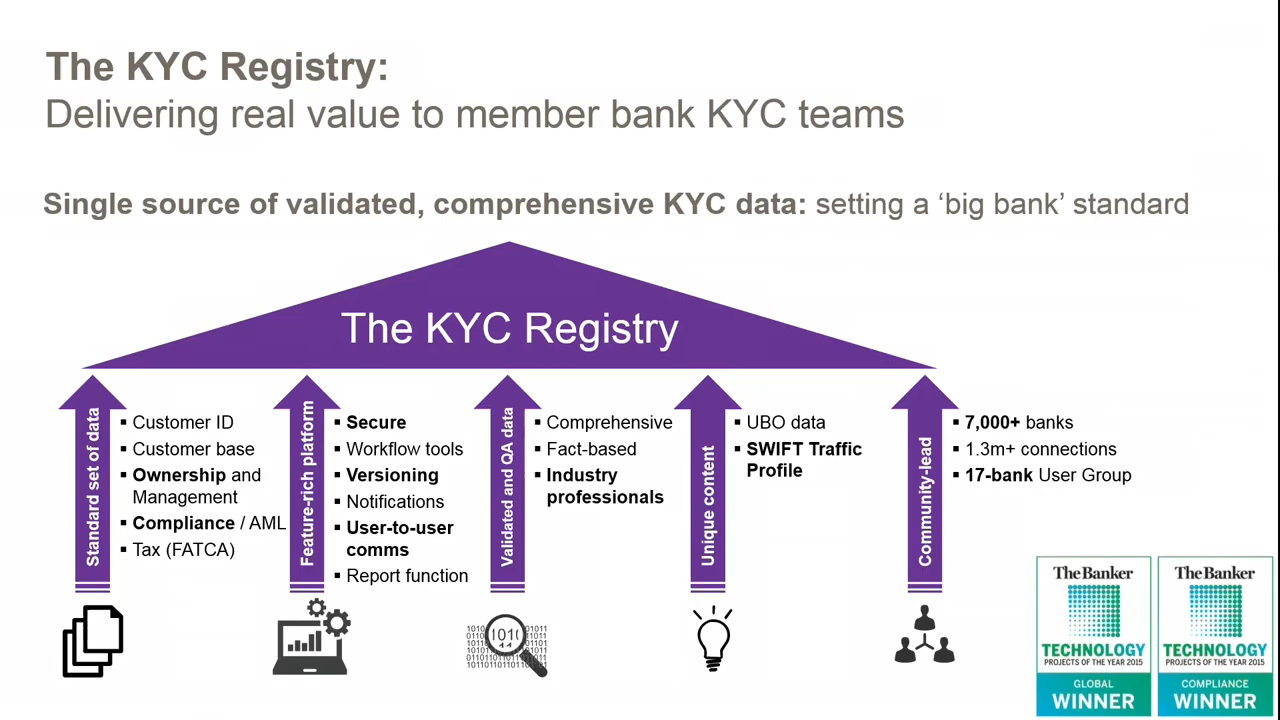 The KYC Registry:
Delivering real value to member bank KYC teams
Single source of validated, comprehensive KYC data: setting a ‘big bank’ standard
The KYC Registry
Standard set of data
▪ Customer ID
▪ Customer base
▪ Ownership and
Management
▪ Compliance / AML
▪ Tax (FATCA)
Feature-rich platform
▪ Secure
▪ Workflow tools
▪ Versioning
▪ Notifications
▪ User-to-user
comms
▪ Report function
Validated and QA data
▪ Comprehensive
▪ Fact-based
▪ Industry
professionals
Unique content
▪ UBO data
▪ SWIFT Traffic
Profile
Community-lead
▪ 7,000+ banks
▪ 1.3m+ connections
▪ 17-bank User Group
The Banker
TECHNOLOGY
PROJECTS OF THE YEAR 2015
GLOBAL
WINNER
The Banker
TECHNOLOGY
PROJECTS OF THE YEAR 2015
COMPLIANCE
WINNER